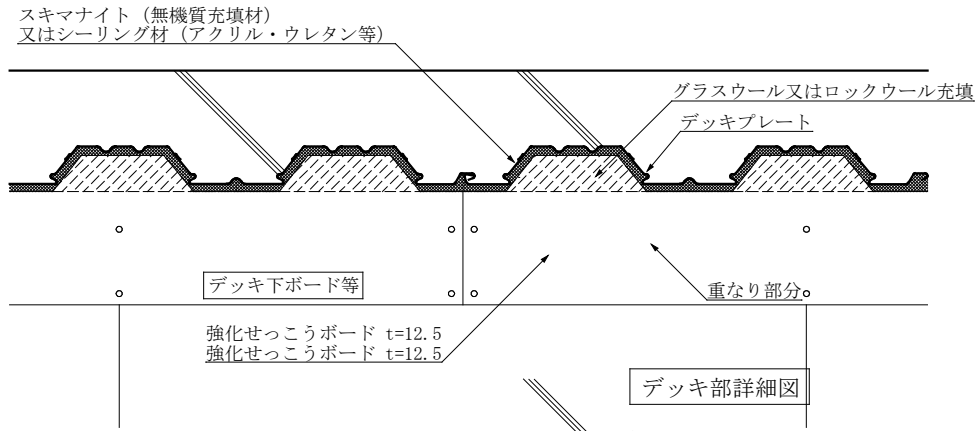 スキマナイト（無機質充填材）
又はシーリング材（アクリル・ウレタン等）
グラスウール又はロックウール充填
デッキプレート
デッキ下ボード等
重なり部分
強化せっこうボード t=12.5
強化せっこうボード t=12.5
デッキ部詳細図